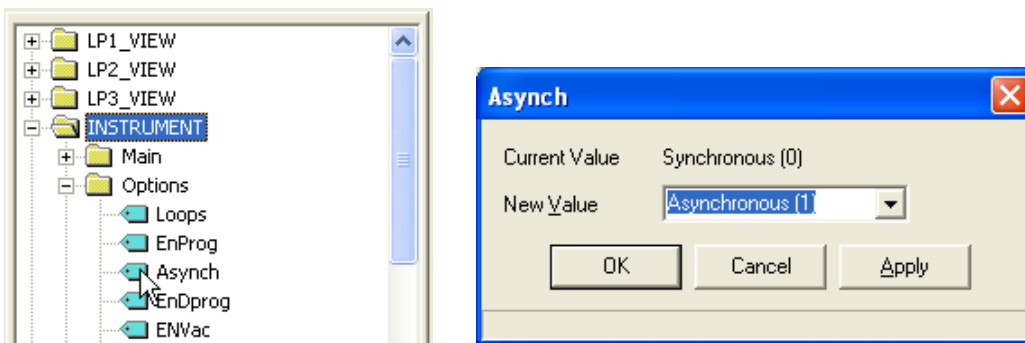 LP1_VIEW
LP2_VIEW
LP3_VIEW
INSTRUMENT
Main
Options
Loops
EnProg
Asynch
EnDprog
ENVac
Asynch
Current Value Synchronous (0)
New Value Asynchronous (1)
OK Cancel Apply